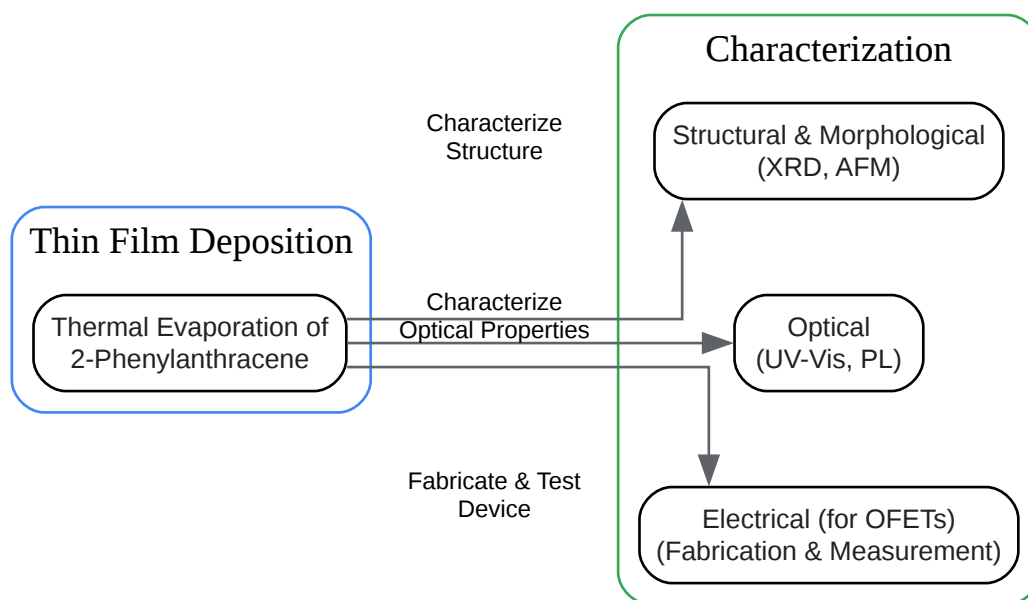 Characterization
Characterize
Structure
Structural & Morphological
(XRD, AFM)
Thin Film Deposition
Thermal Evaporation of
2-Phenylanthracene
Characterize
Optical Properties
Optical
(UV-Vis, PL)
Fabricate & Test
Device
Electrical (for OFETs)
(Fabrication & Measurement)